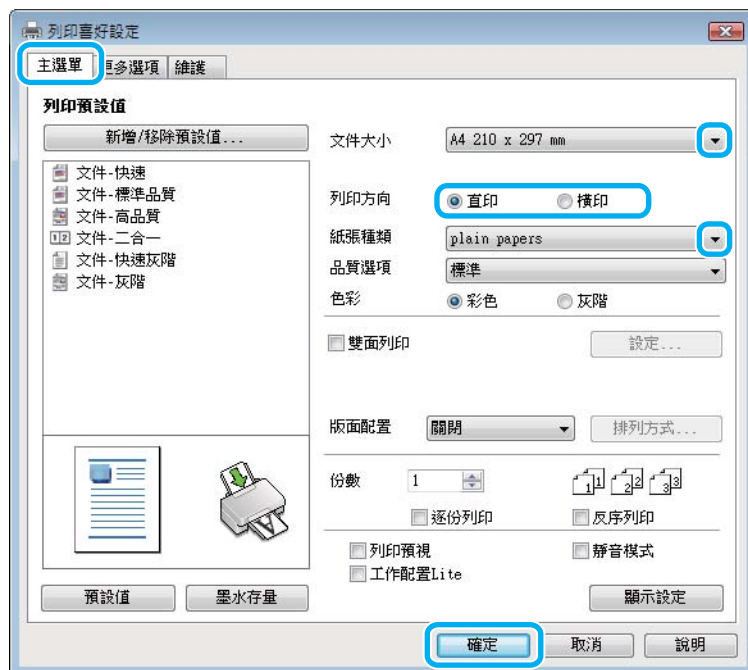 列印喜好設定
主選單 更多選項 維護
列印預設值
新增/移除預設值...
文件-快速
文件-標準品質
文件-高品質
12 文件-二合一
文件-快速灰階
文件-灰階
文件大小 A4 210 x 297 mm
列印方向 直印 橫印
紙張種類 plain papers
品質選項 標準
色彩 彩色 灰階
雙面列印 設定...
版面配置 關閉 排列方式...
份數 1 1 1 2 2 3 3
逐份列印 反序列印
列印預視 靜音模式
工作配置Lite
預設值 墨水存量 顯示設定
確定 取消 說明